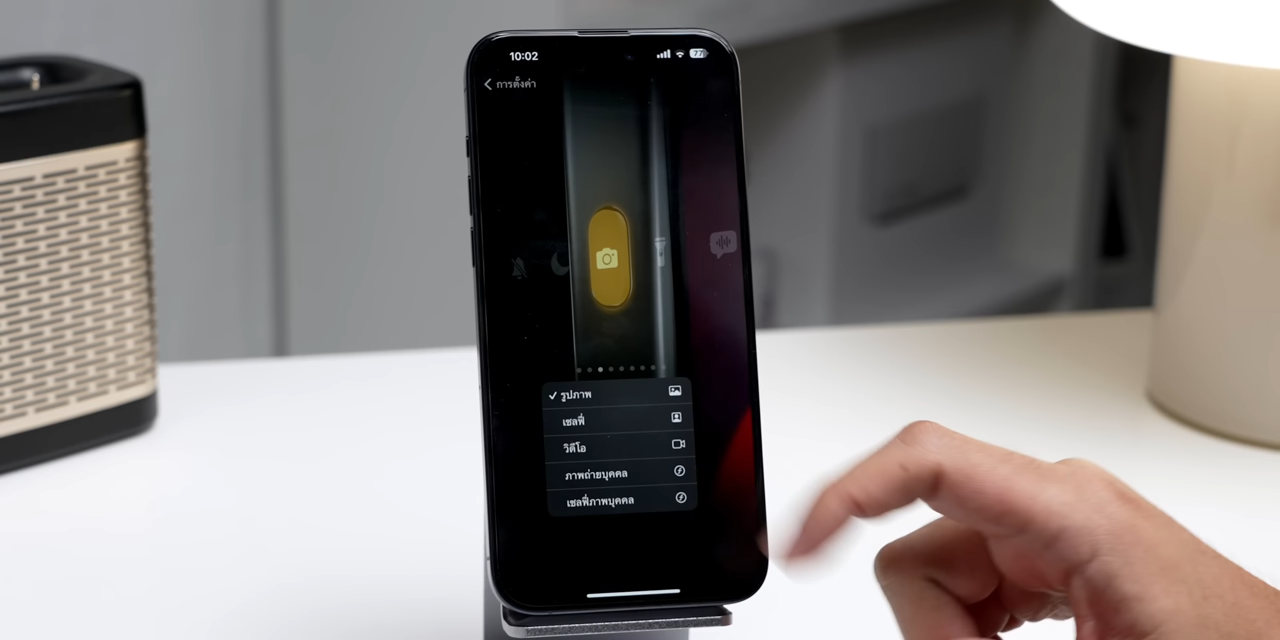 10:02
77
การตั้งค่า
รูปภาพ
เซลฟี่
วิดีโอ
ภาพถ่ายบุคคล
เซลฟี่ภาพบุคคล